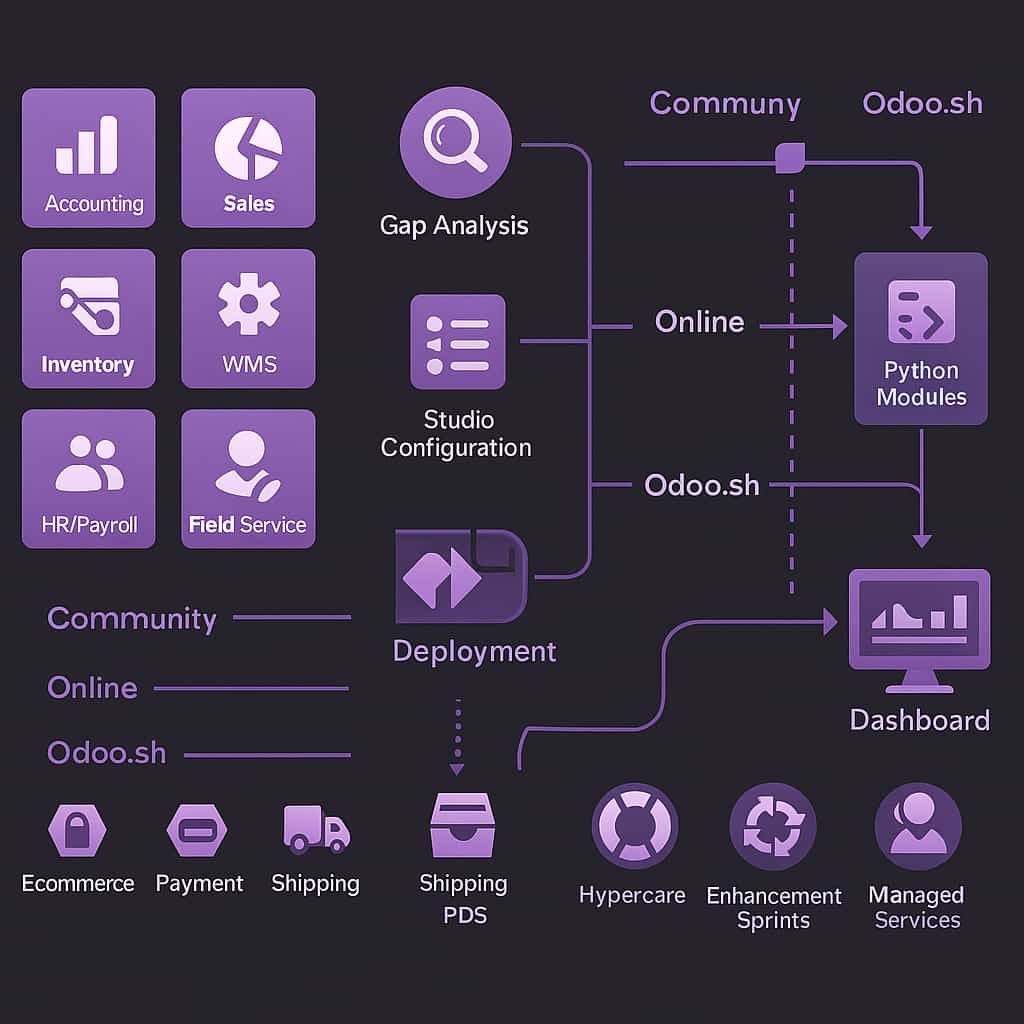 Accounting
Sales
Inventory
WMS
HR/Payroll
Field Service
Community
Online
Odoo.sh
Gap Analysis
Studio
Configuration
Deployment
Communy
Odoo.sh
Online
Odoo.sh
Python
Modules
Dashboard
Ecommerce
Payment
Shipping
Shipping
PDS
Hypercare
Enhancement
Sprints
Managed
Services